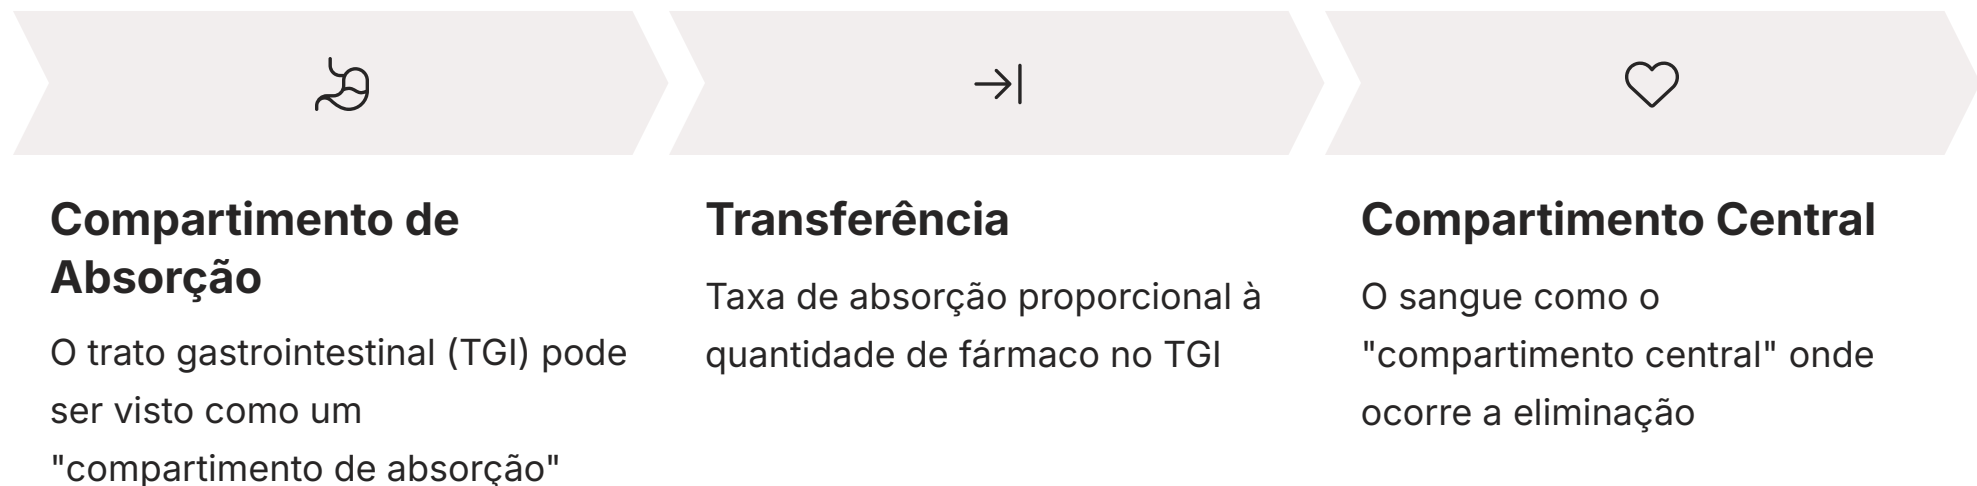 Compartimento de
Absorção
O trato gastrointestinal (TGI) pode
ser visto como um
"compartimento de absorção"
Transferência
Taxa de absorção proporcional à
quantidade de fármaco no TGI
Compartimento Central
O sangue como o
"compartimento central" onde
ocorre a eliminação